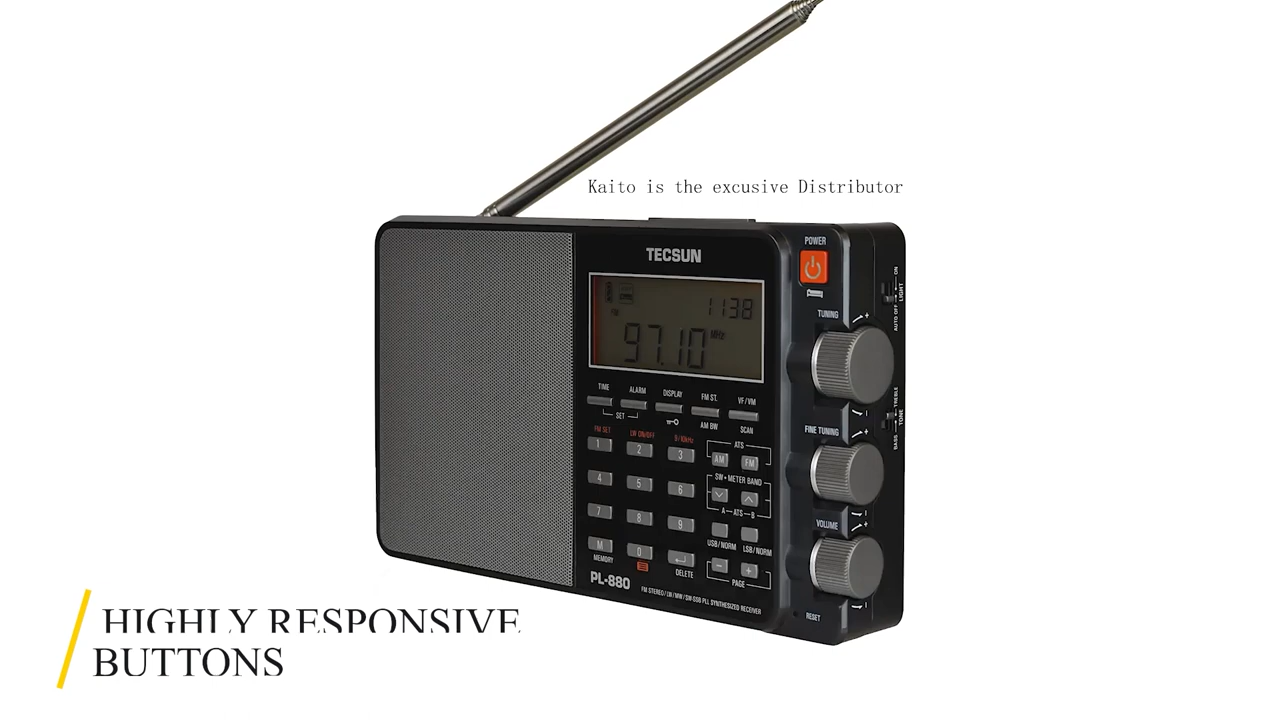 Kaito is the excusive Distributor
TECSUN
POWER
1138
97.10 MHz
TUNING
ON
LIGHT
AUTO OFF
TIME ALARM DISPLAY FM ST. VF/VM
SET
AM BW SCAN
TREBLE
TONE
BASS
FINE TUNING
FM SET LW ON/OFF 9/10kHz
ATS
1 2 3 AM FM
SW • METER BAND
4 5 6
A—ATS—B
7 8 9
VOLUME
USB/NORM LSB/NORM
M 0
MEMORY DELETE
PAGE
PL-880
FM STEREO/LW/MW/SW-SSB PLL SYNTHESIZED RECEIVER
RESET
HIGHLY RESPONSIVE
BUTTONS